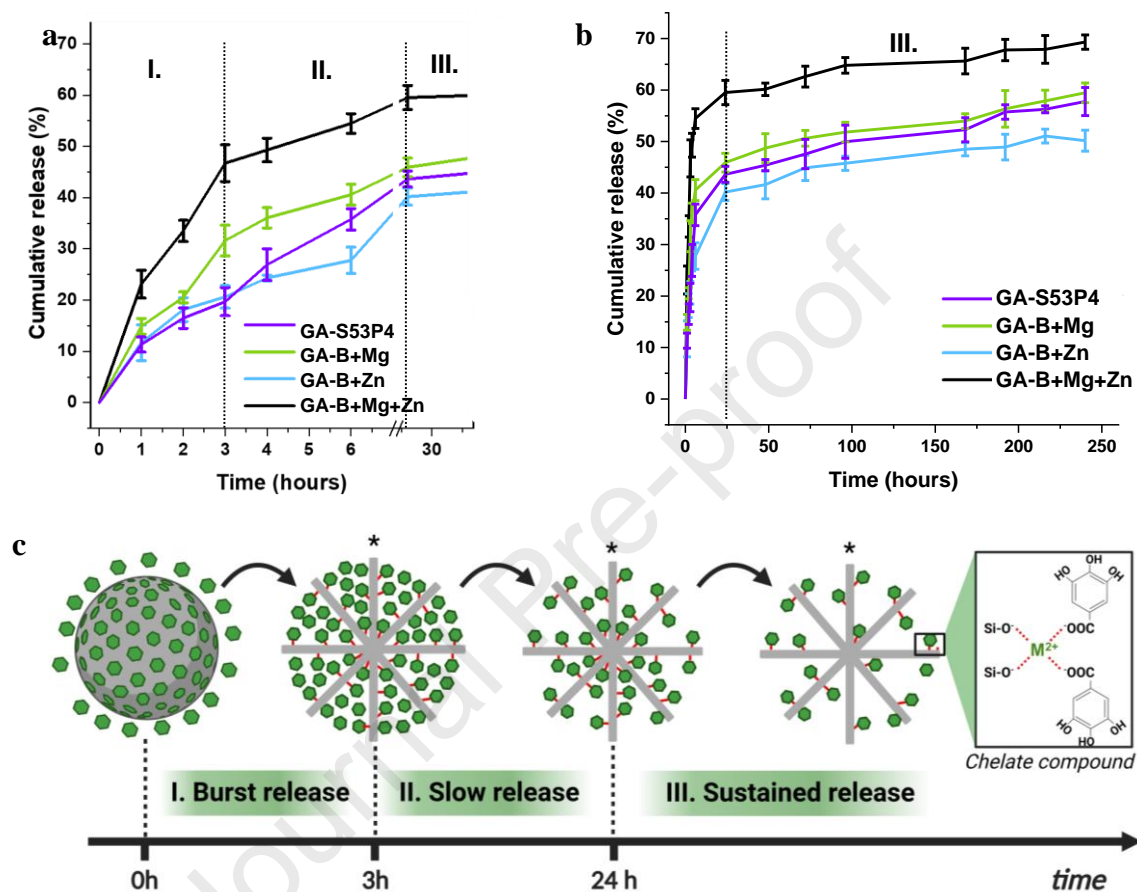 a
I.
II.
III.
Cumulative release (%)
70
60
50
40
30
20
10
0
GA-S53P4
GA-B+Mg
GA-B+Zn
GA-B+Mg+Zn
0 1 2 3 4 6 30
Time (hours)
b
III.
Cumulative release (%)
70
60
50
40
30
20
10
0
GA-S53P4
GA-B+Mg
GA-B+Zn
GA-B+Mg+Zn
0 50 100 150 200 250
Time (hours)
Journal Pre-proof
c
* * *
OH
HO OH
Si-O⁻ ⁻OOC
M²⁺
Si-O⁻ ⁻OOC
HO OH
HO
Chelate compound
I. Burst release II. Slow release III. Sustained release
0h 3h 24 h time